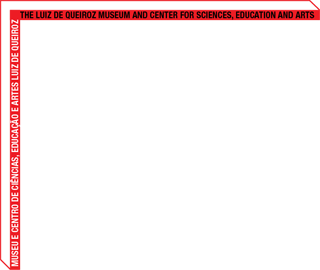 THE LUIZ DE QUEIROZ MUSEUM AND CENTER FOR SCIENCES, EDUCATION AND ARTS
MUSEU E CENTRO DE CIÊNCIAS, EDUCAÇÃO E ARTES LUIZ DE QUEIROZ